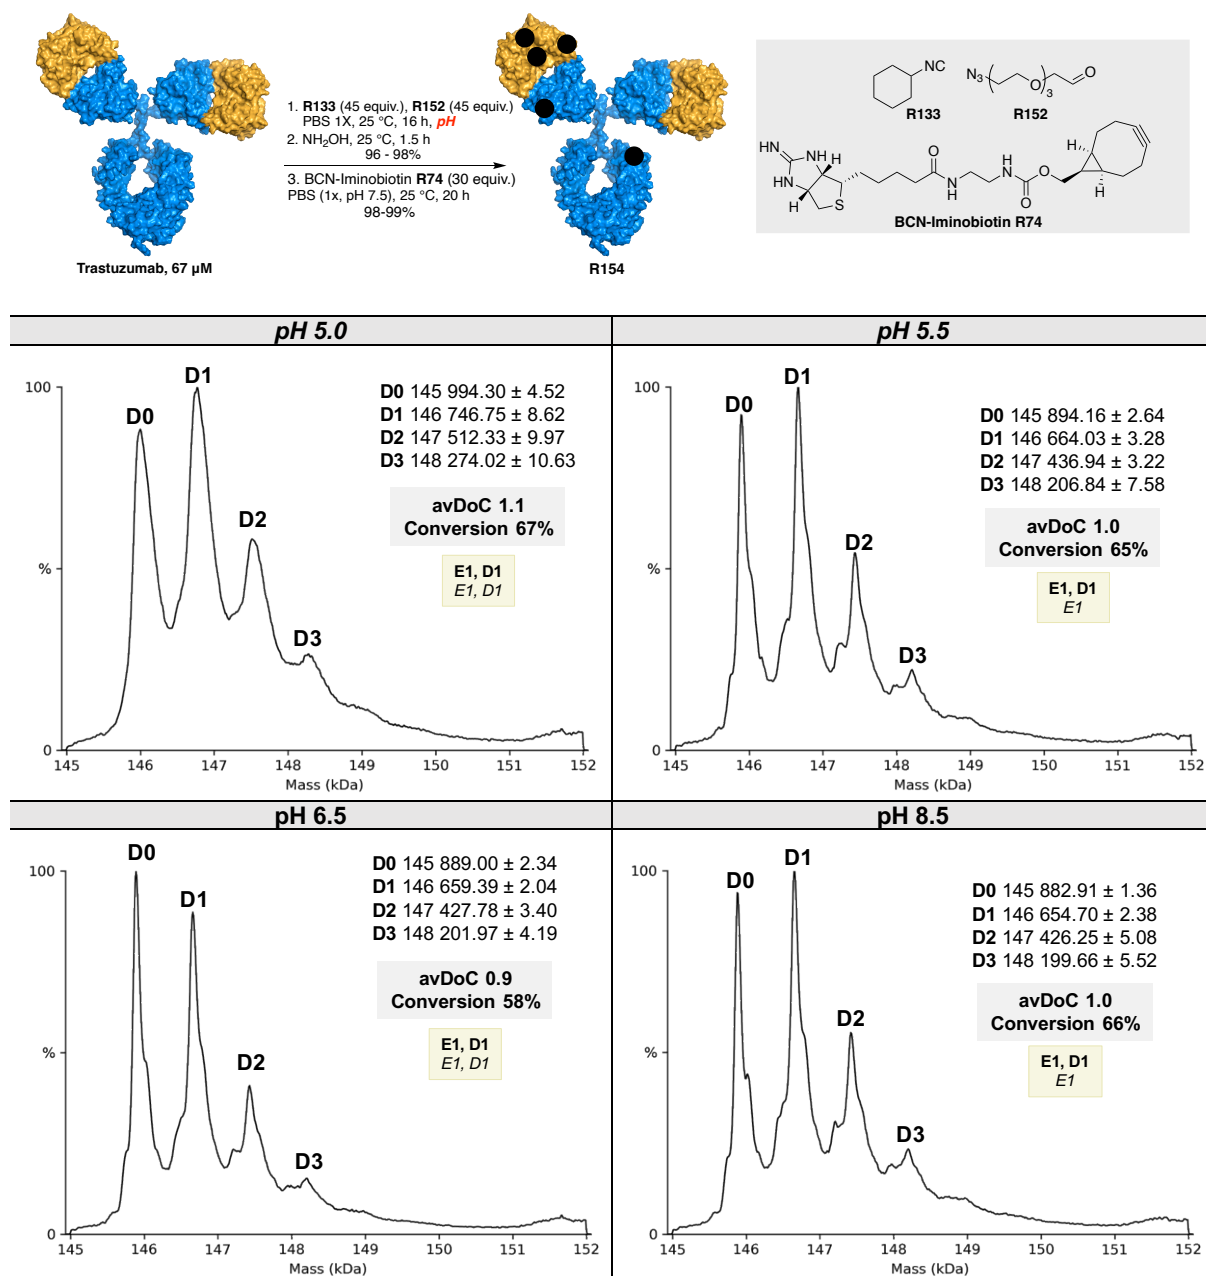 1. R133 (45 equiv.), R152 (45 equiv.)
PBS 1X, 25 °C, 16 h, pH
2. NH2OH, 25 °C, 1.5 h
96 - 98%
3. BCN-Iminobiotin R74 (30 equiv.)
PBS (1x, pH 7.5), 25 °C, 20 h
98-99%
Trastuzumab, 67 µM
R154
NC
R133
N3
O
3
O
R152
HN
NH
HN
H
H
S
O
N
H
H
N
O
O
H
H
BCN-Iminobiotin R74
pH 5.0
100
%
0
D0
D1
D2
D3
D0 145 994.30 ± 4.52
D1 146 746.75 ± 8.62
D2 147 512.33 ± 9.97
D3 148 274.02 ± 10.63
avDoC 1.1
Conversion 67%
E1, D1
E1, D1
145 146 147 148 149 150 151 152
Mass (kDa)
pH 5.5
100
%
0
D0
D1
D2
D3
D0 145 894.16 ± 2.64
D1 146 664.03 ± 3.28
D2 147 436.94 ± 3.22
D3 148 206.84 ± 7.58
avDoC 1.0
Conversion 65%
E1, D1
E1
145 146 147 148 149 150 151 152
Mass (kDa)
pH 6.5
100
%
0
D0
D1
D2
D3
D0 145 889.00 ± 2.34
D1 146 659.39 ± 2.04
D2 147 427.78 ± 3.40
D3 148 201.97 ± 4.19
avDoC 0.9
Conversion 58%
E1, D1
E1, D1
145 146 147 148 149 150 151 152
Mass (kDa)
pH 8.5
100
%
0
D0
D1
D2
D3
D0 145 882.91 ± 1.36
D1 146 654.70 ± 2.38
D2 147 426.25 ± 5.08
D3 148 199.66 ± 5.52
avDoC 1.0
Conversion 66%
E1, D1
E1
145 146 147 148 149 150 151 152
Mass (kDa)